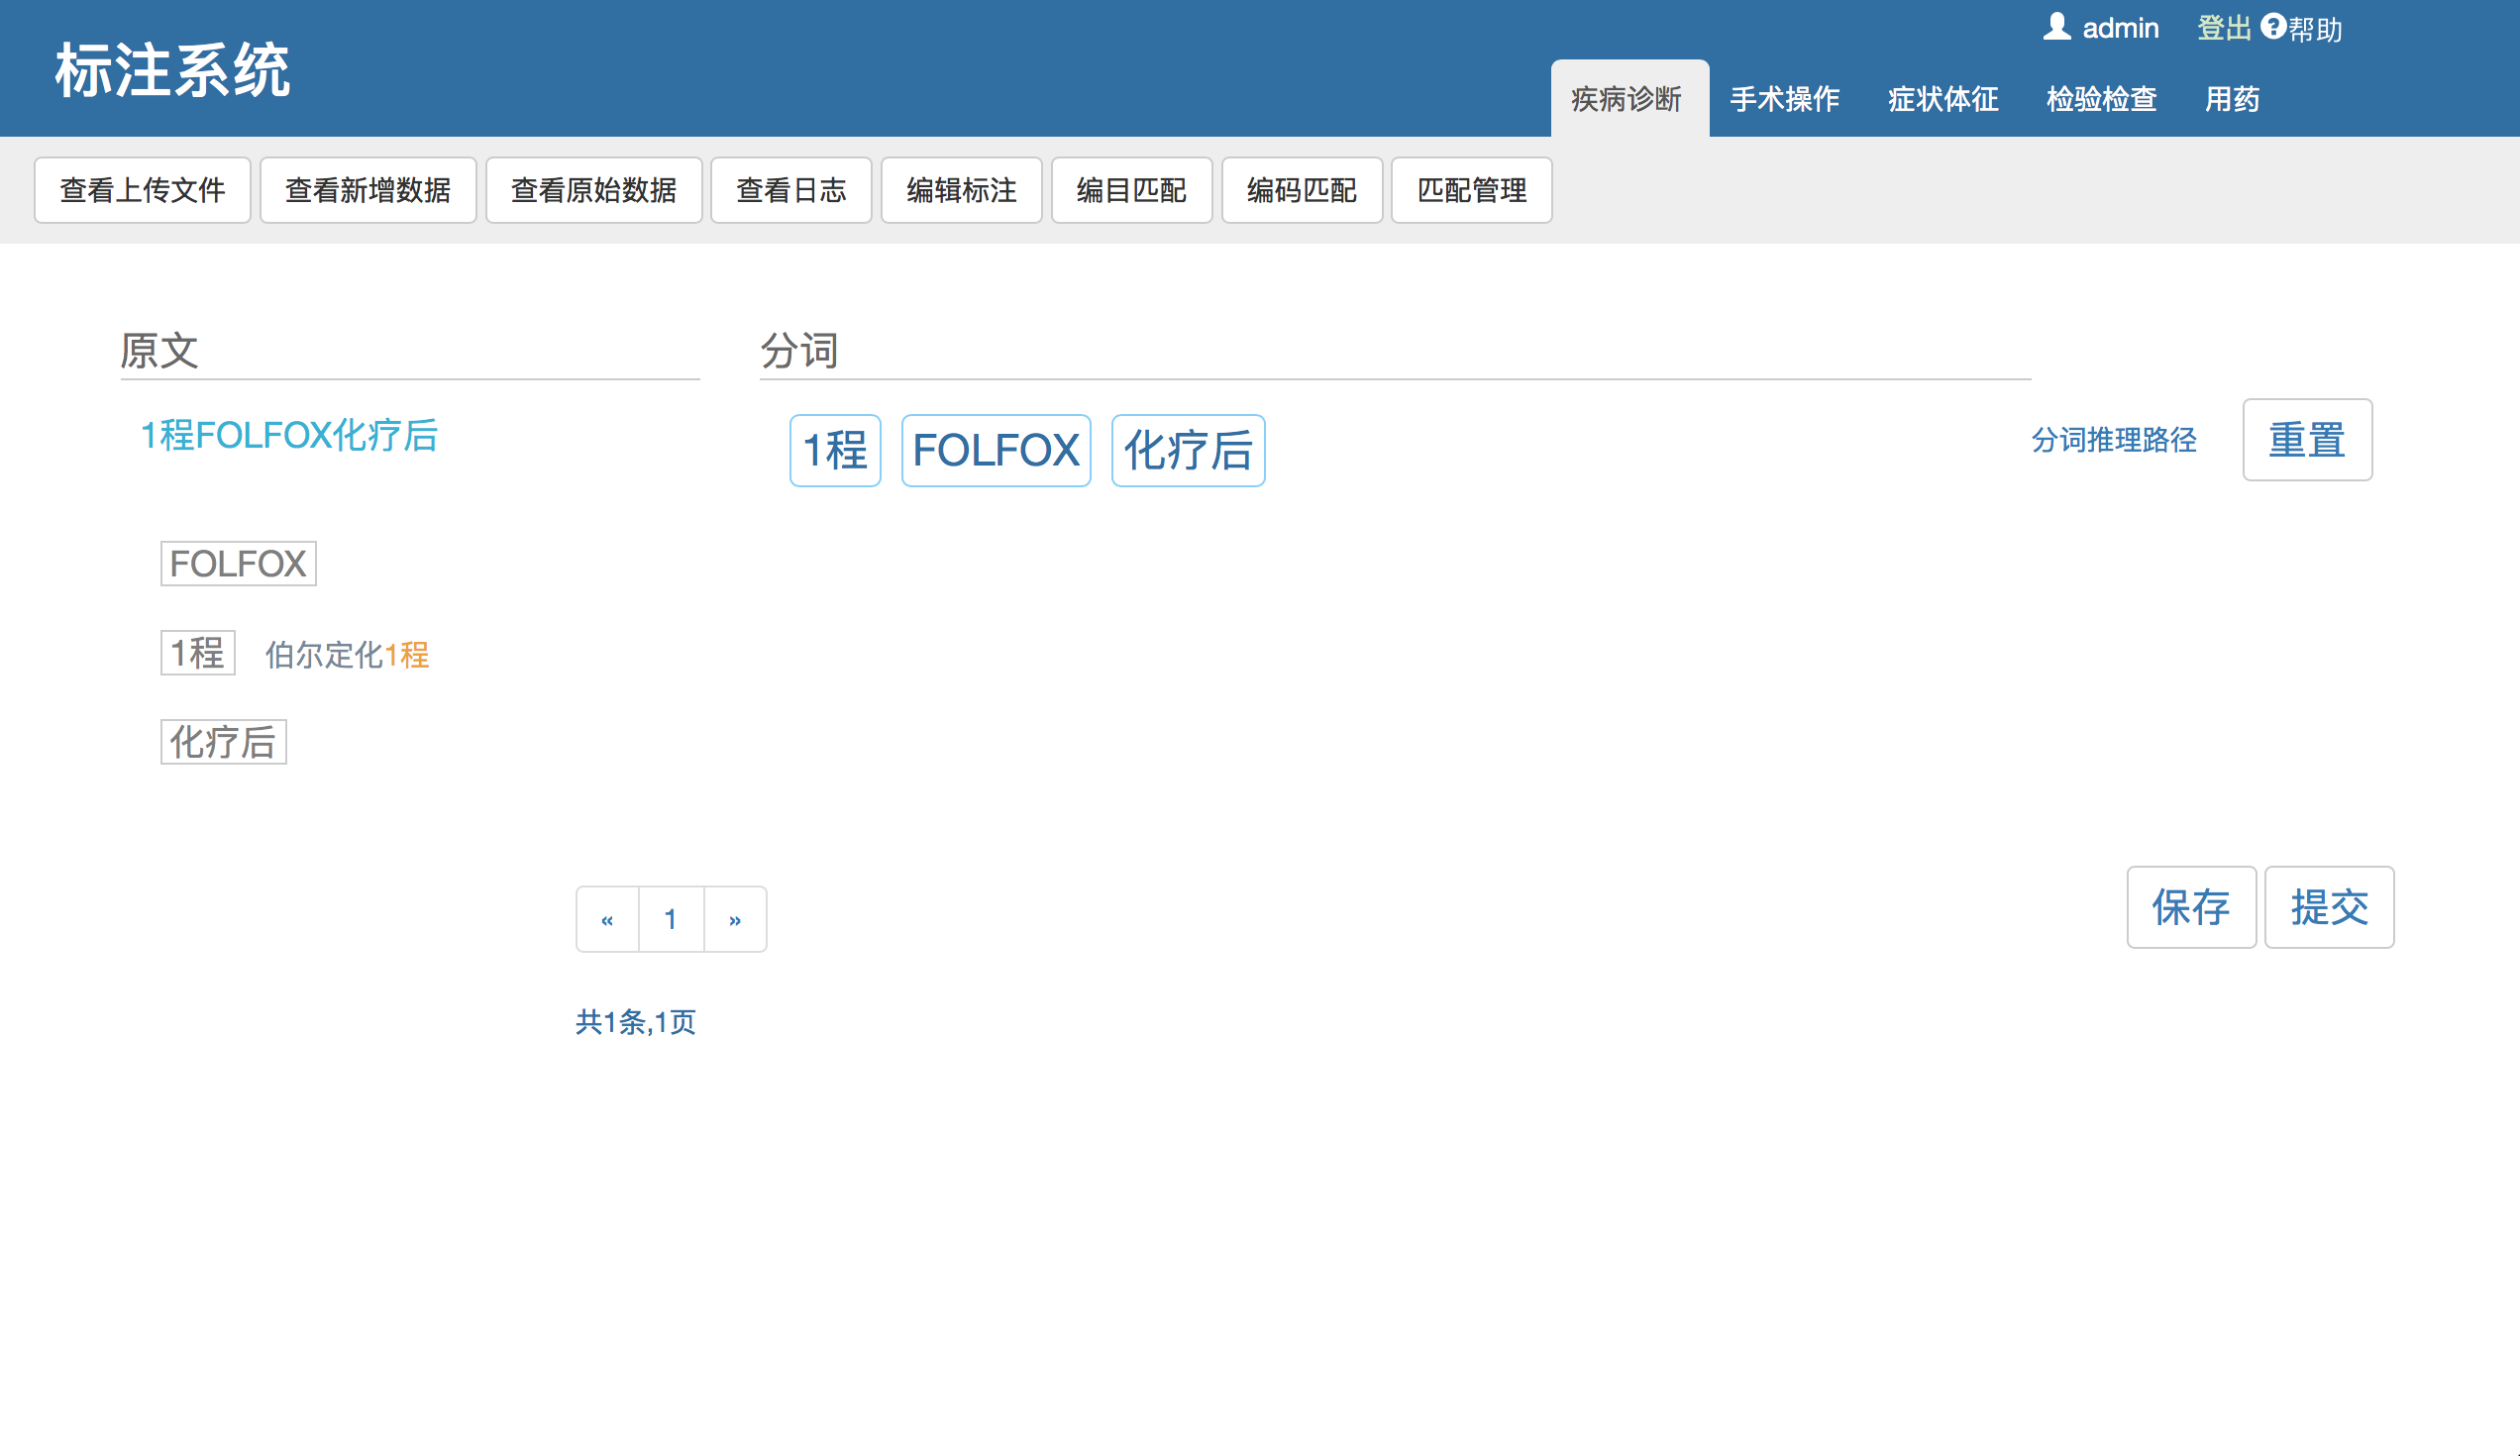 标注系统
admin 登出 帮助
疾病诊断 手术操作 症状体征 检验检查 用药
查看上传文件 查看新增数据 查看原始数据 查看日志 编辑标注 编目匹配 编码匹配 匹配管理
原文 分词
1程FOLFOX化疗后 1程 FOLFOX 化疗后 分词推理路径 重置
FOLFOX
1程 伯尔定化1程
化疗后
« 1 » 保存 提交
共1条,1页